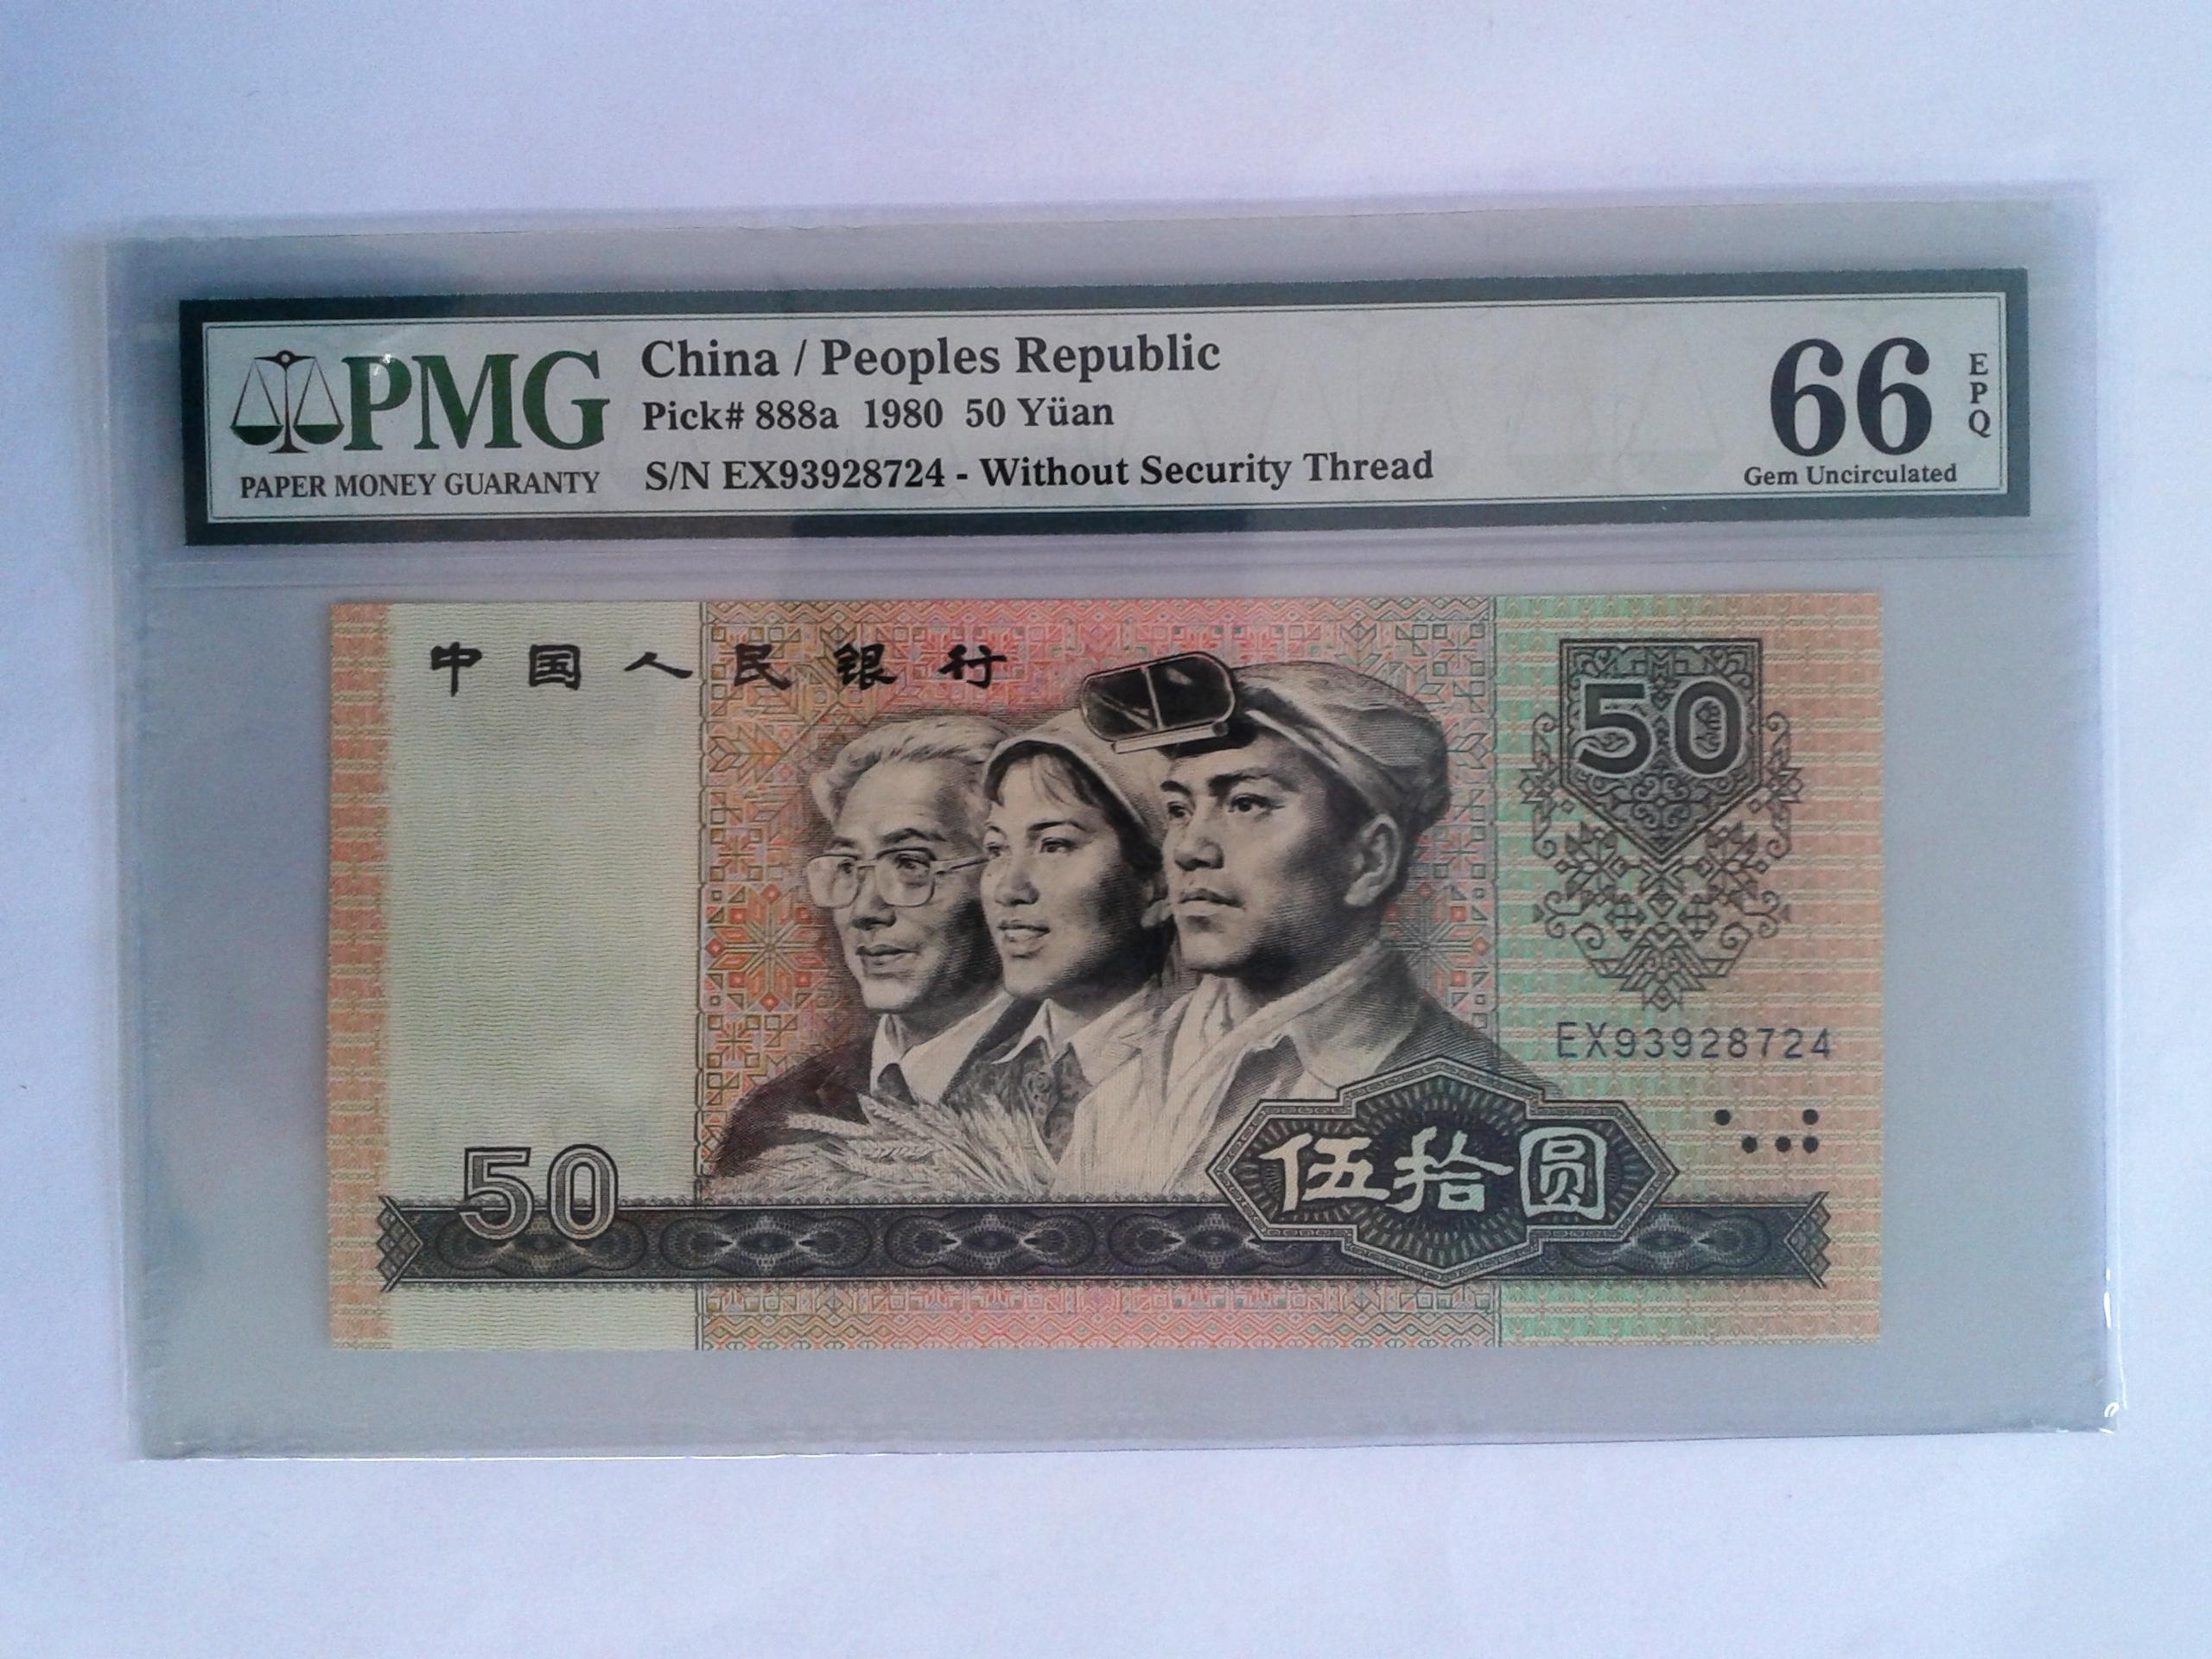 PMG
PAPER MONEY GUARANTY
China / Peoples Republic
Pick# 888a 1980 50 Yüan
S/N EX93928724 - Without Security Thread
66
EPQ
Gem Uncirculated
中国人民银行
50
EX93928724
50
伍拾圆